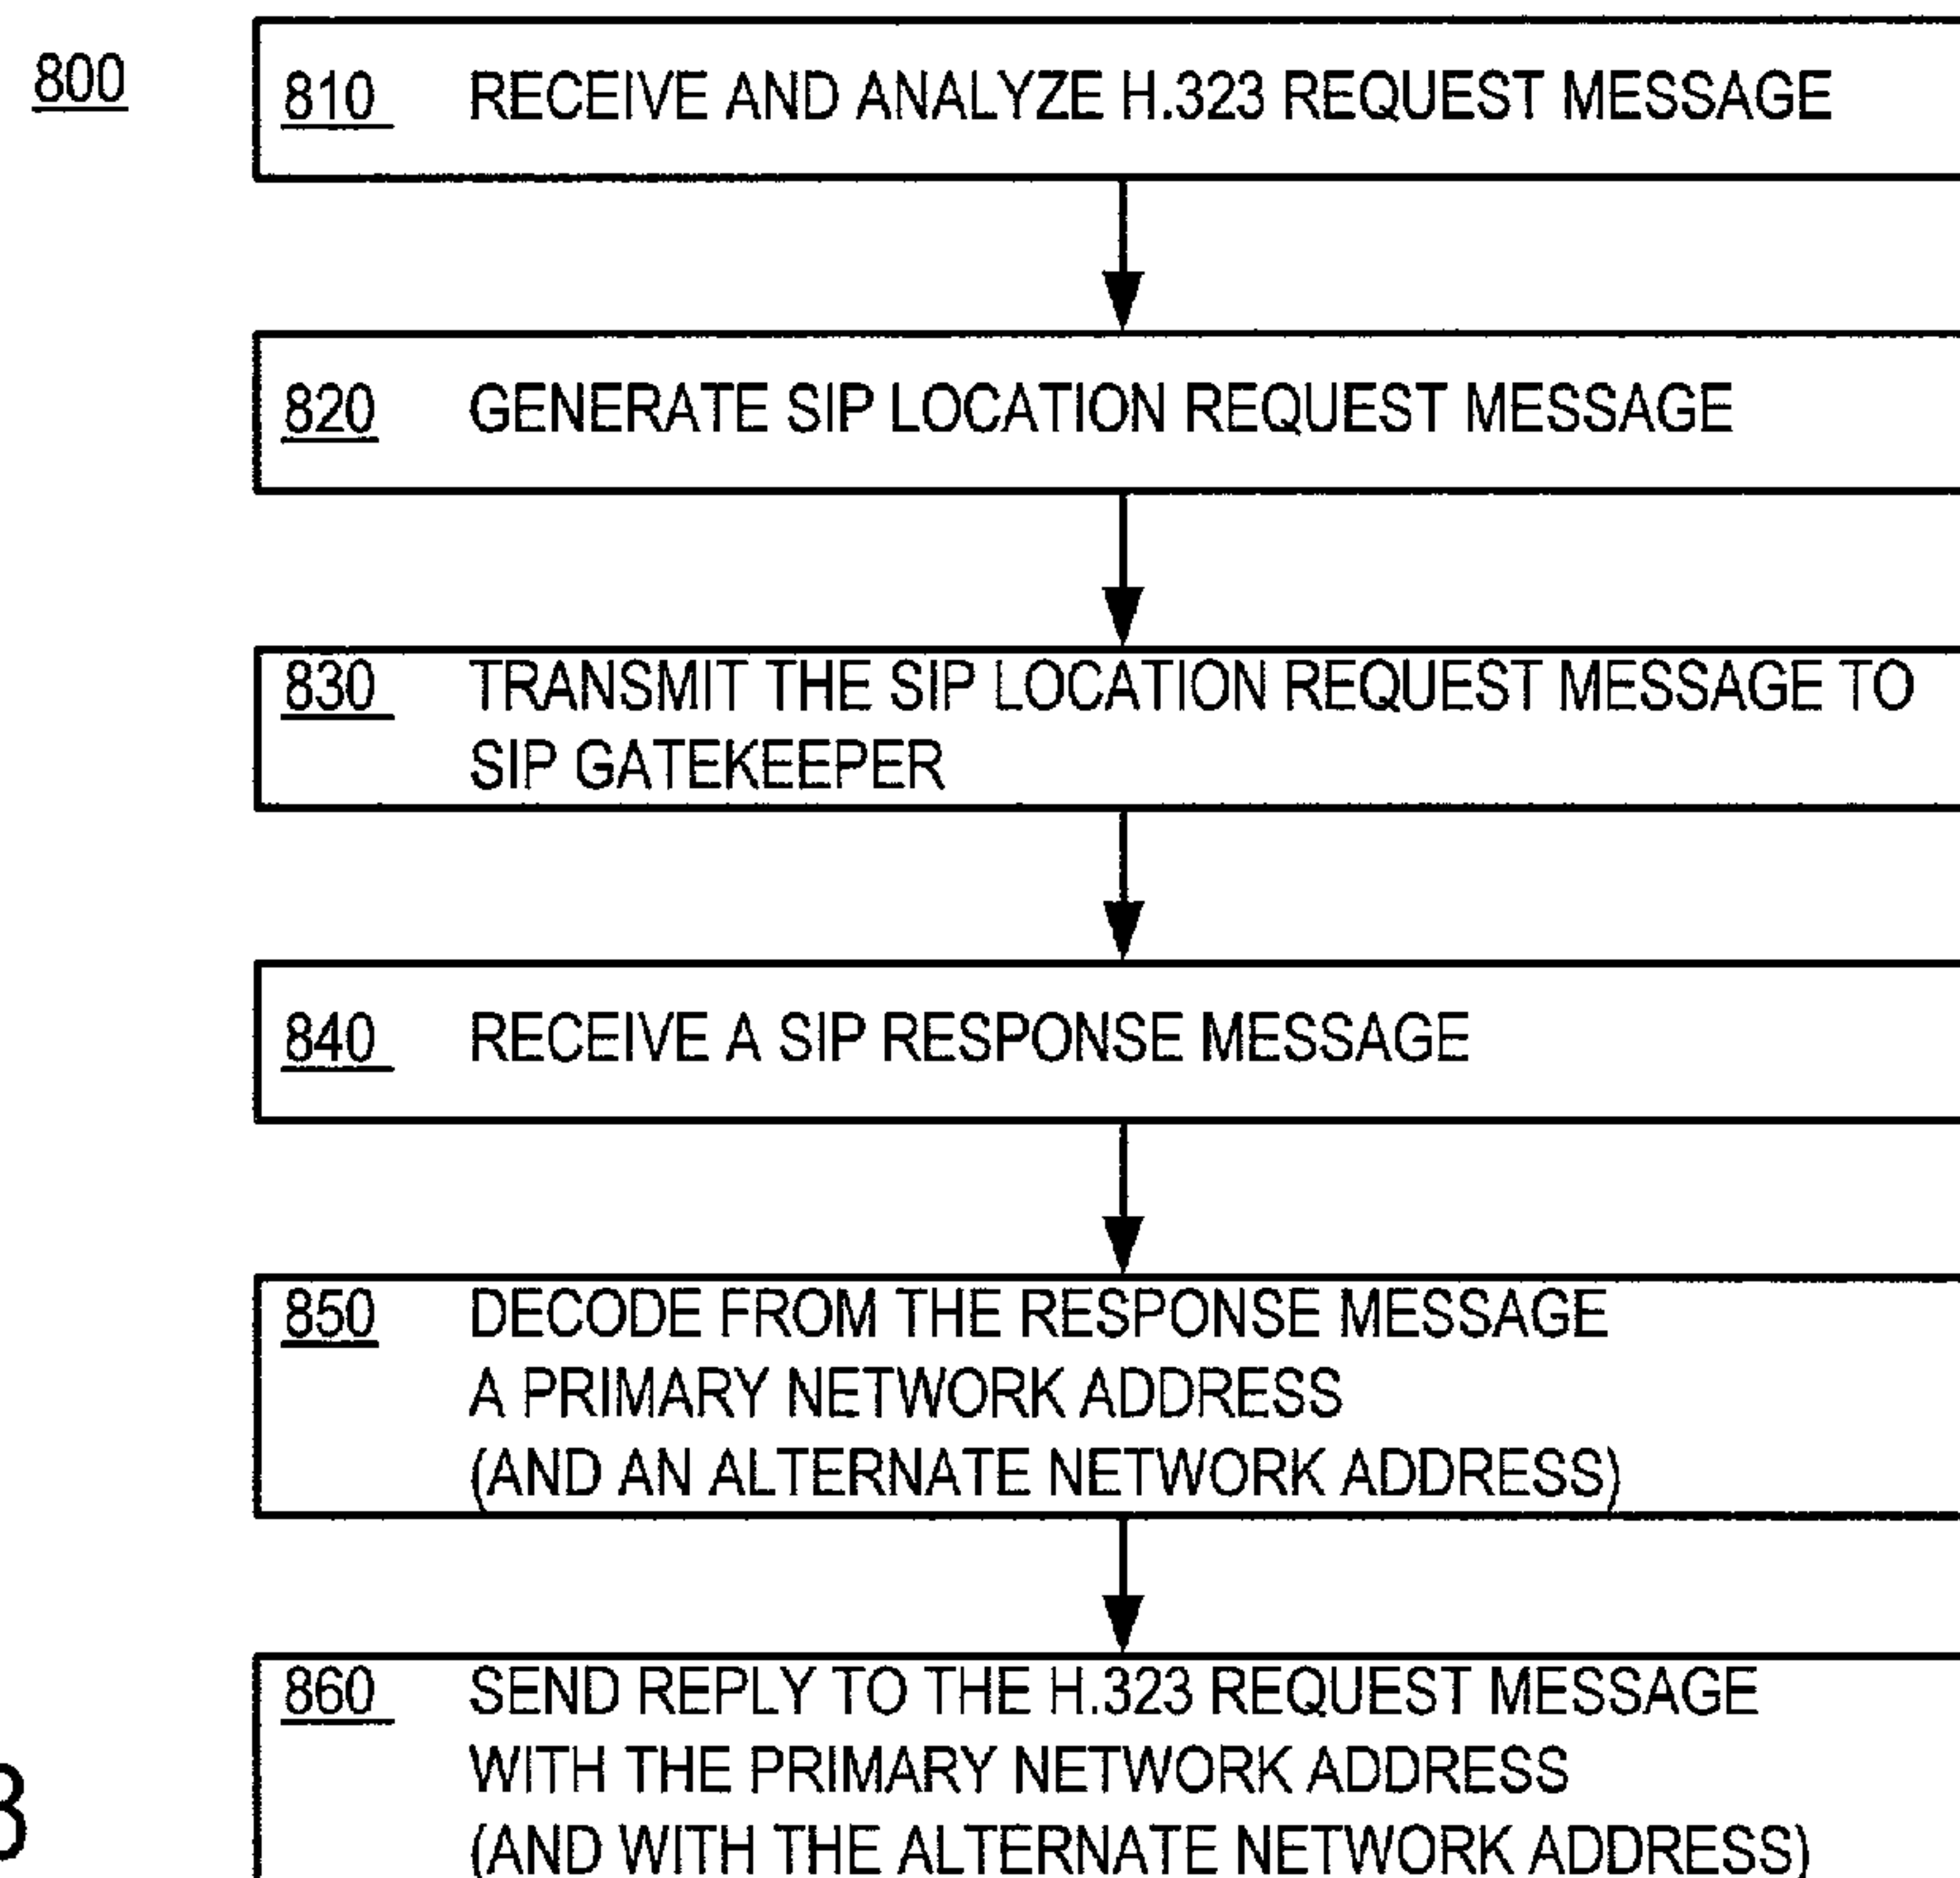 800
810 RECEIVE AND ANALYZE H.323 REQUEST MESSAGE
820 GENERATE SIP LOCATION REQUEST MESSAGE
830 TRANSMIT THE SIP LOCATION REQUEST MESSAGE TO
SIP GATEKEEPER
840 RECEIVE A SIP RESPONSE MESSAGE
850 DECODE FROM THE RESPONSE MESSAGE
A PRIMARY NETWORK ADDRESS
(AND AN ALTERNATE NETWORK ADDRESS)
860 SEND REPLY TO THE H.323 REQUEST MESSAGE
WITH THE PRIMARY NETWORK ADDRESS
(AND WITH THE ALTERNATE NETWORK ADDRESS)